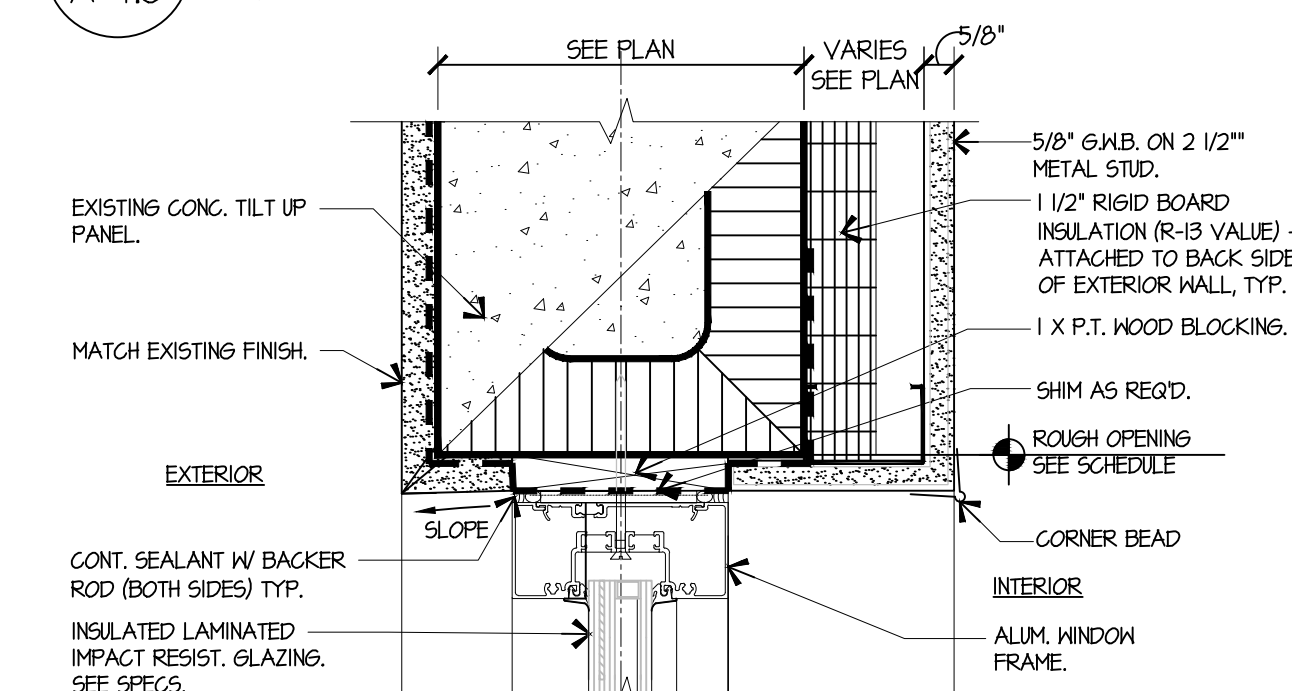 SEE PLAN
VARIES
SEE PLAN
5/8"
5/8" G.W.B. ON 2 1/2""
METAL STUD.
1 1/2" RIGID BOARD
INSULATION (R-13 VALUE) -
ATTACHED TO BACK SIDE
OF EXTERIOR WALL, TYP.
1 X P.T. WOOD BLOCKING.
SHIM AS REQ'D.
ROUGH OPENING
SEE SCHEDULE
CORNER BEAD
INTERIOR
ALUM. WINDOW
FRAME.
EXISTING CONC. TILT UP
PANEL.
MATCH EXISTING FINISH.
EXTERIOR
SLOPE
CONT. SEALANT W/ BACKER
ROD (BOTH SIDES) TYP.
INSULATED LAMINATED
IMPACT RESIST. GLAZING.
SEE SPECS.